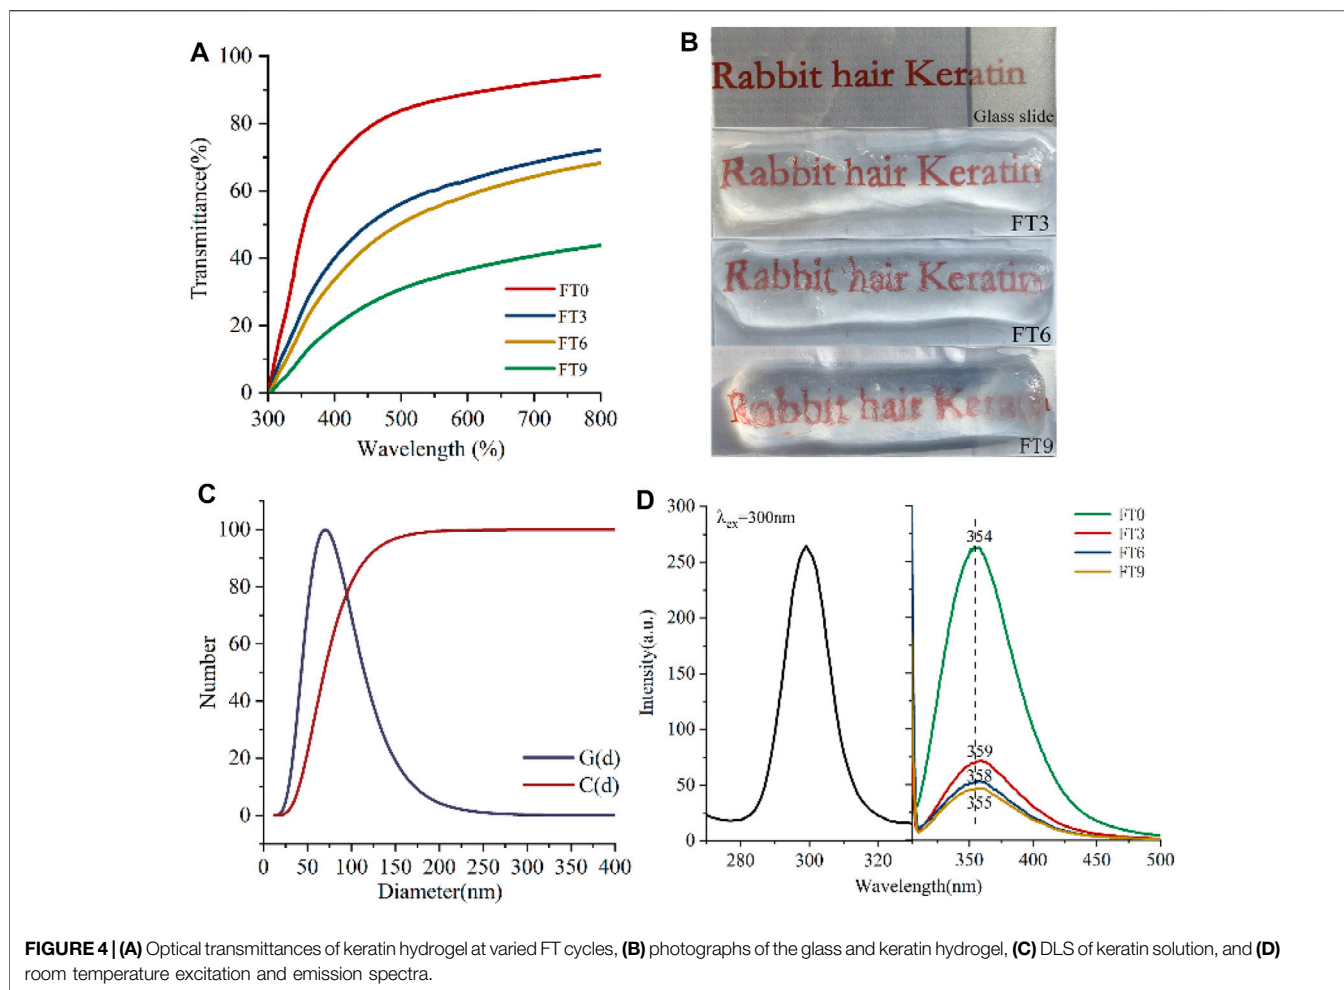 A
100
80
60
40
20
0
Transmittance(%)
300 400 500 600 700 800
Wavelength (%)
FT0
FT3
FT6
FT9
B
Rabbit hair Keratin
Glass slide
Rabbit hair Keratin
FT3
Rabbit hair Keratin
FT6
Rabbit hair Keratin
FT9
C
100
80
60
40
20
0
Number
0 50 100 150 200 250 300 350 400
Diameter(nm)
G(d)
C(d)
D
300
250
200
150
100
50
0
Intensity(a.u.)
λex=300nm
280 300 320 350 400 450 500
Wavelength(nm)
354
359
358
355
FT0
FT3
FT6
FT9
FIGURE 4 | (A) Optical transmittances of keratin hydrogel at varied FT cycles, (B) photographs of the glass and keratin hydrogel, (C) DLS of keratin solution, and (D)
room temperature excitation and emission spectra.